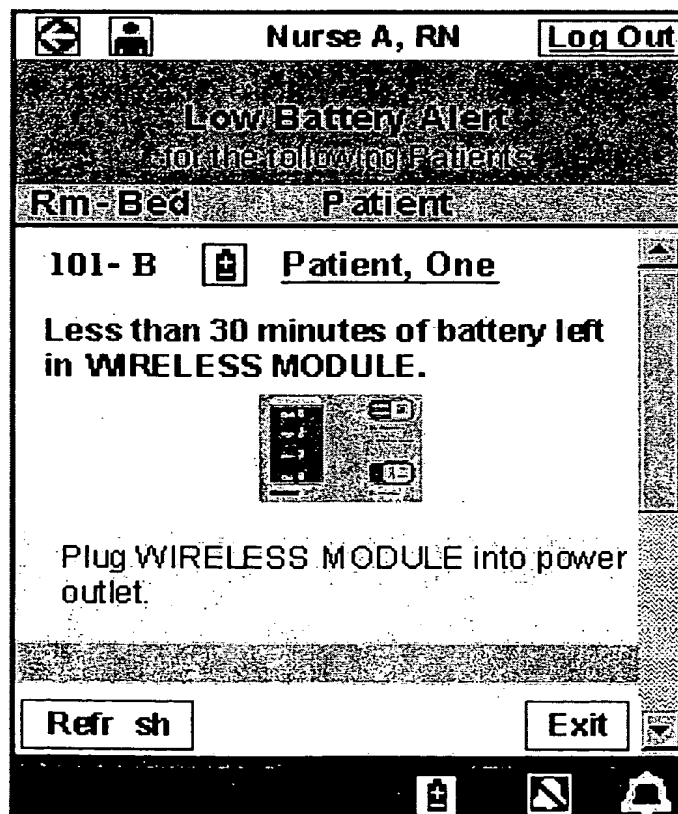 Nurse A, RN Log Out
Low Battery Alert
for the following Patients
Rm-Bed Patient
101- B Patient, One
Less than 30 minutes of battery left
in WIRELESS MODULE.
Plug WIRELESS MODULE into power
outlet.
Refr sh Exit